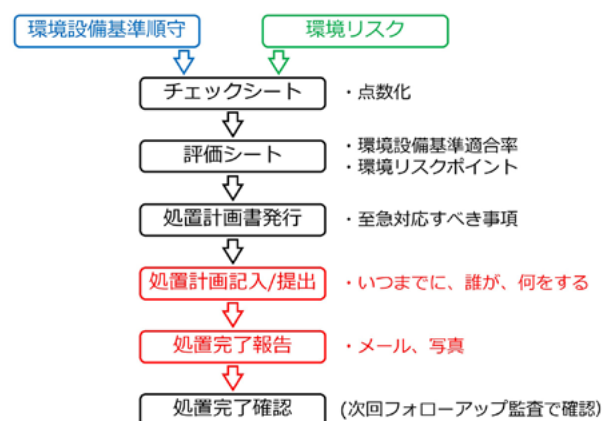 環境設備基準順守
環境リスク
チェックシート
・点数化
評価シート
・環境設備基準適合率
・環境リスクポイント
処置計画書発行
・至急対応すべき事項
処置計画記入/提出
・いつまでに、誰が、何をする
処置完了報告
・メール、写真
処置完了確認
(次回フォローアップ監査で確認)